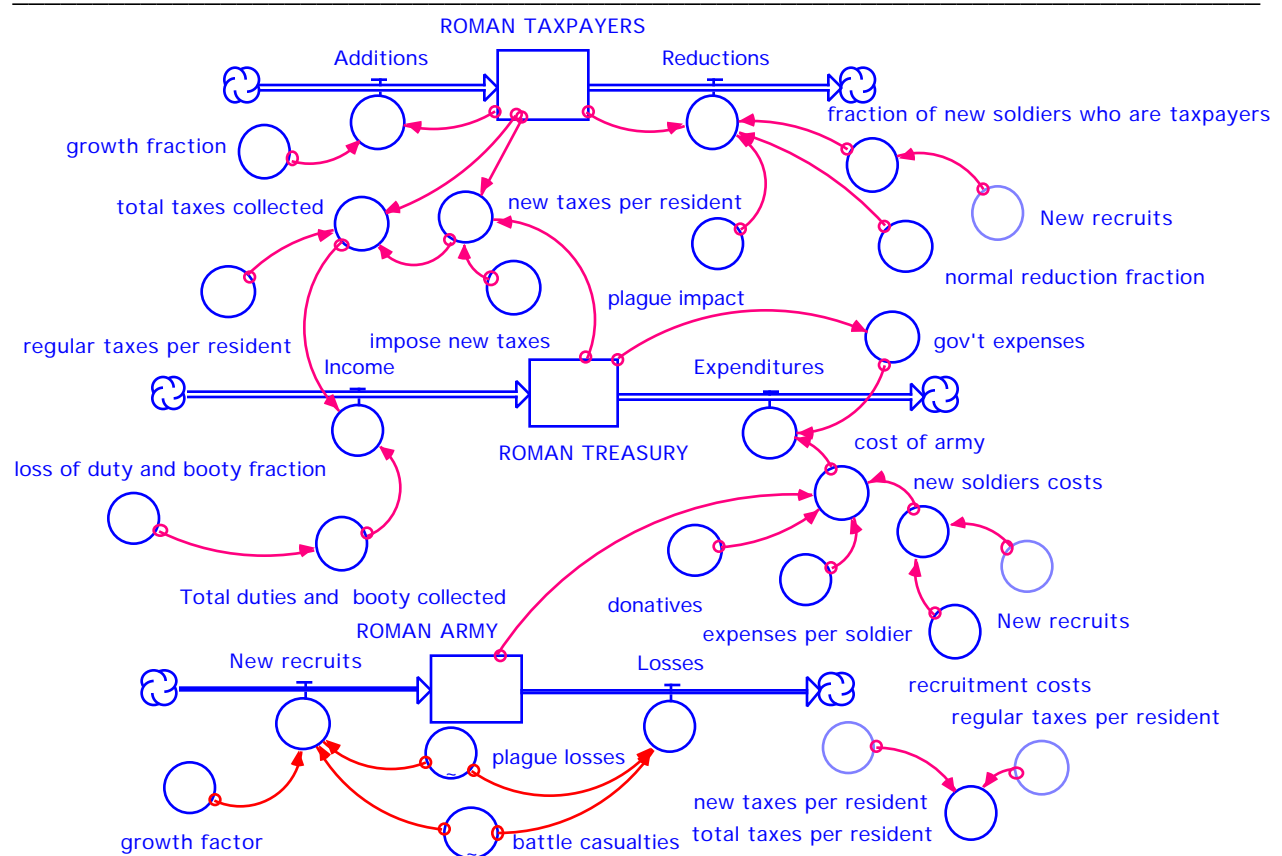 ROMAN TAXPAYERS
Additions
Reductions
fraction of new soldiers who are taxpayers
growth fraction
total taxes collected
new taxes per resident
New recruits
normal reduction fraction
plague impact
regular taxes per resident
impose new taxes
gov't expenses
Income
Expenditures
ROMAN TREASURY
cost of army
loss of duty and booty fraction
new soldiers costs
Total duties and booty collected
donatives
expenses per soldier
New recruits
ROMAN ARMY
New recruits
Losses
recruitment costs
regular taxes per resident
plague losses
new taxes per resident
total taxes per resident
growth factor
battle casualties
~
~